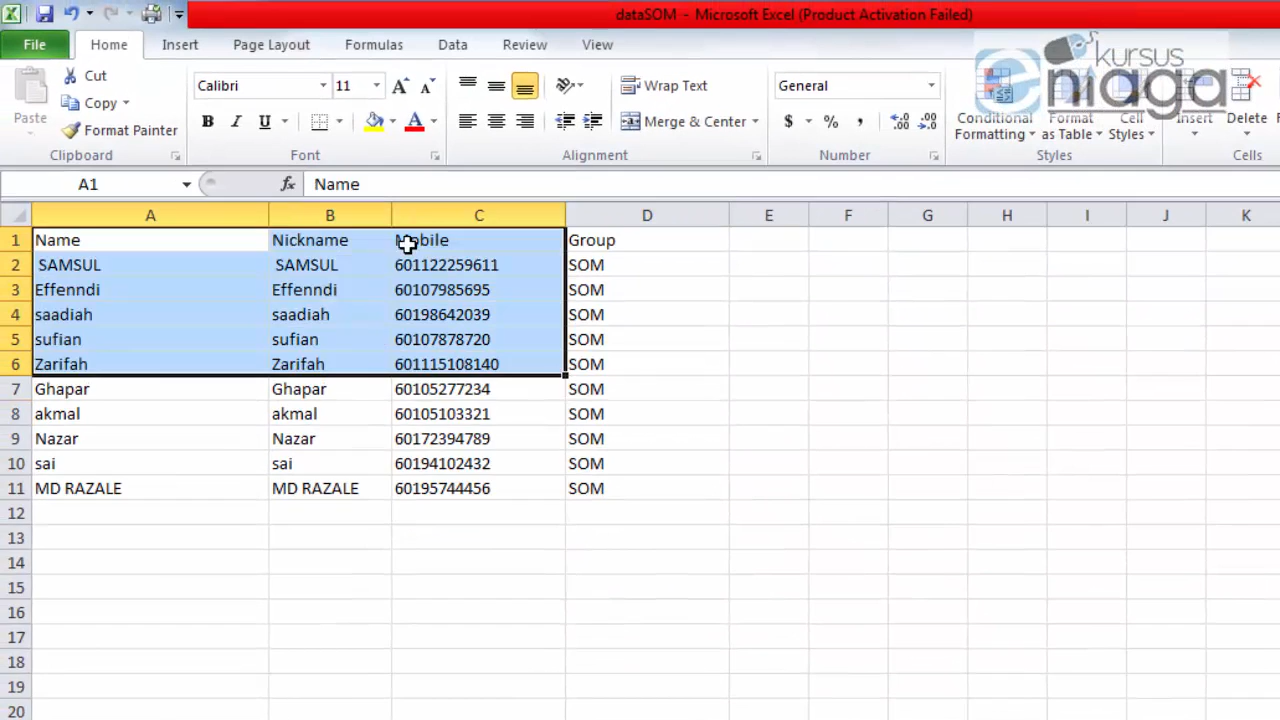 dataSOM - Microsoft Excel (Product Activation Failed)
File Home Insert Page Layout Formulas Data Review View
kursus
eniaga
Paste
Cut
Copy
Format Painter
Clipboard
Calibri 11
B I U A
Font
Wrap Text
Merge & Center
Alignment
General
$ % ,
Number
Conditional Formatting
Format as Table
Cell Styles
Styles
Insert
Delete
Cells
A1 fx Name
A B C D E F G H I J K
1 Name Nickname Mobile Group
2 SAMSUL SAMSUL 601122259611 SOM
3 Effenndi Effenndi 60107985695 SOM
4 saadiah saadiah 60198642039 SOM
5 sufian sufian 60107878720 SOM
6 Zarifah Zarifah 601115108140 SOM
7 Ghapar Ghapar 60105277234 SOM
8 akmal akmal 60105103321 SOM
9 Nazar Nazar 60172394789 SOM
10 sai sai 60194102432 SOM
11 MD RAZALE MD RAZALE 60195744456 SOM
12
13
14
15
16
17
18
19
20